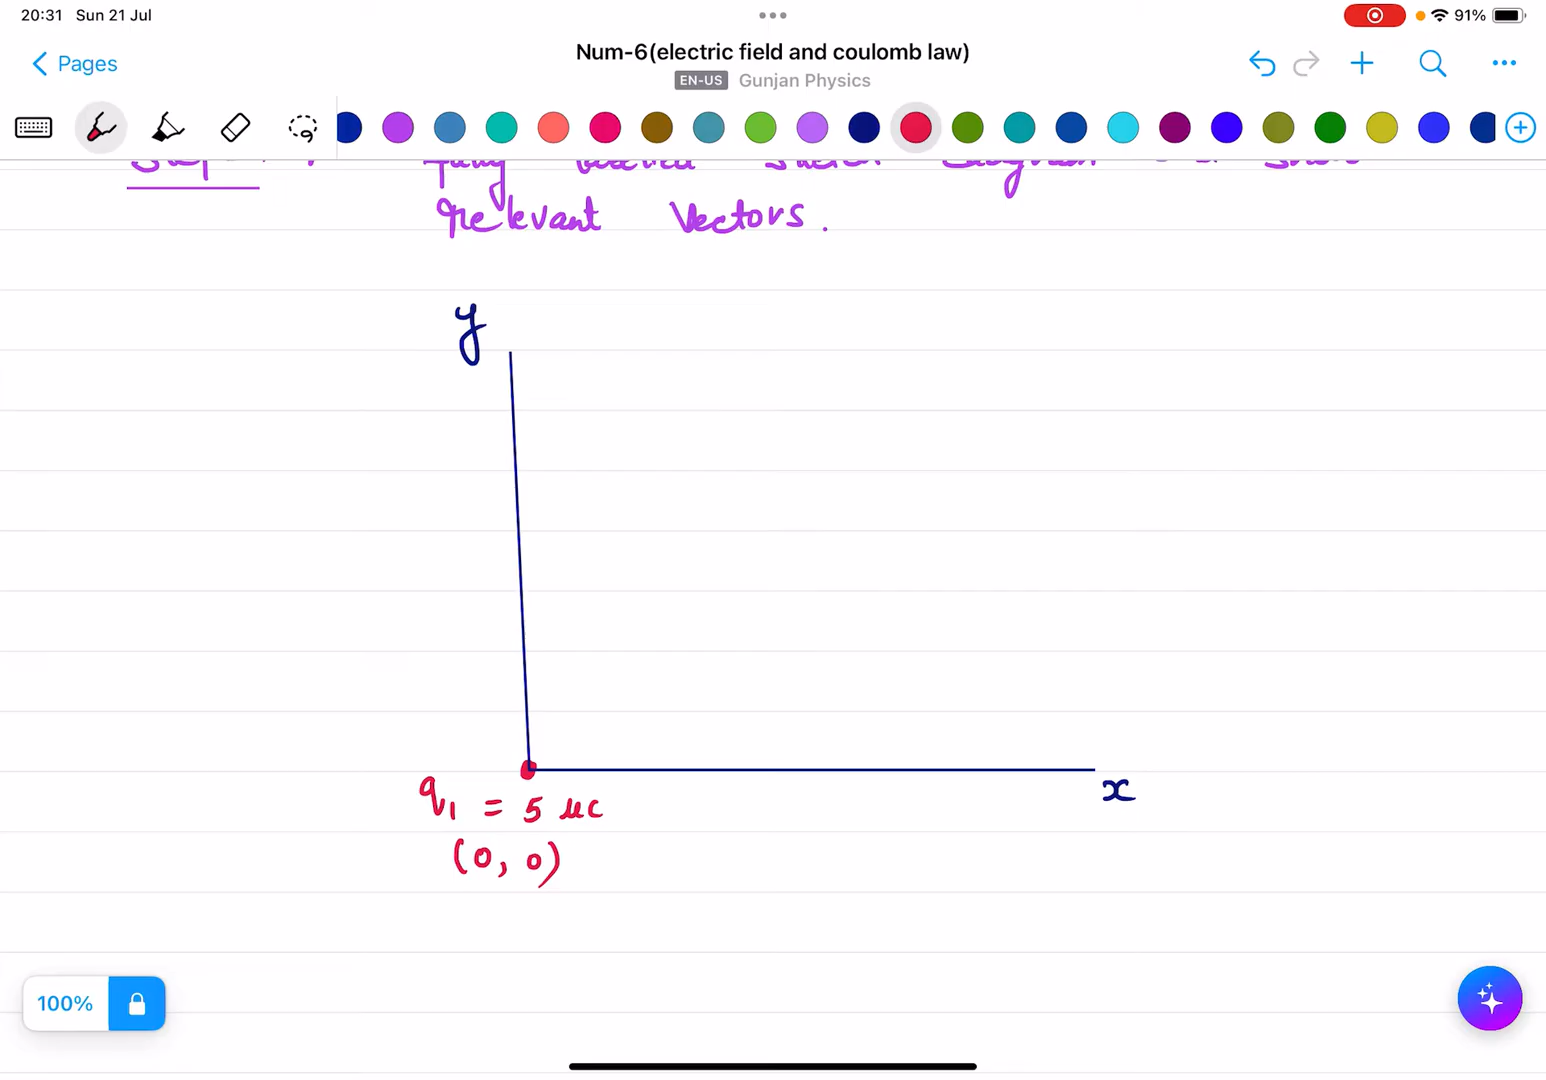 20:31 Sun 21 Jul
91%
Num-6(electric field and coulomb law)
Pages
EN-US Gunjan Physics
relevant Vectors.
y
x
q₁ = 5 μc
(0, 0)
100%